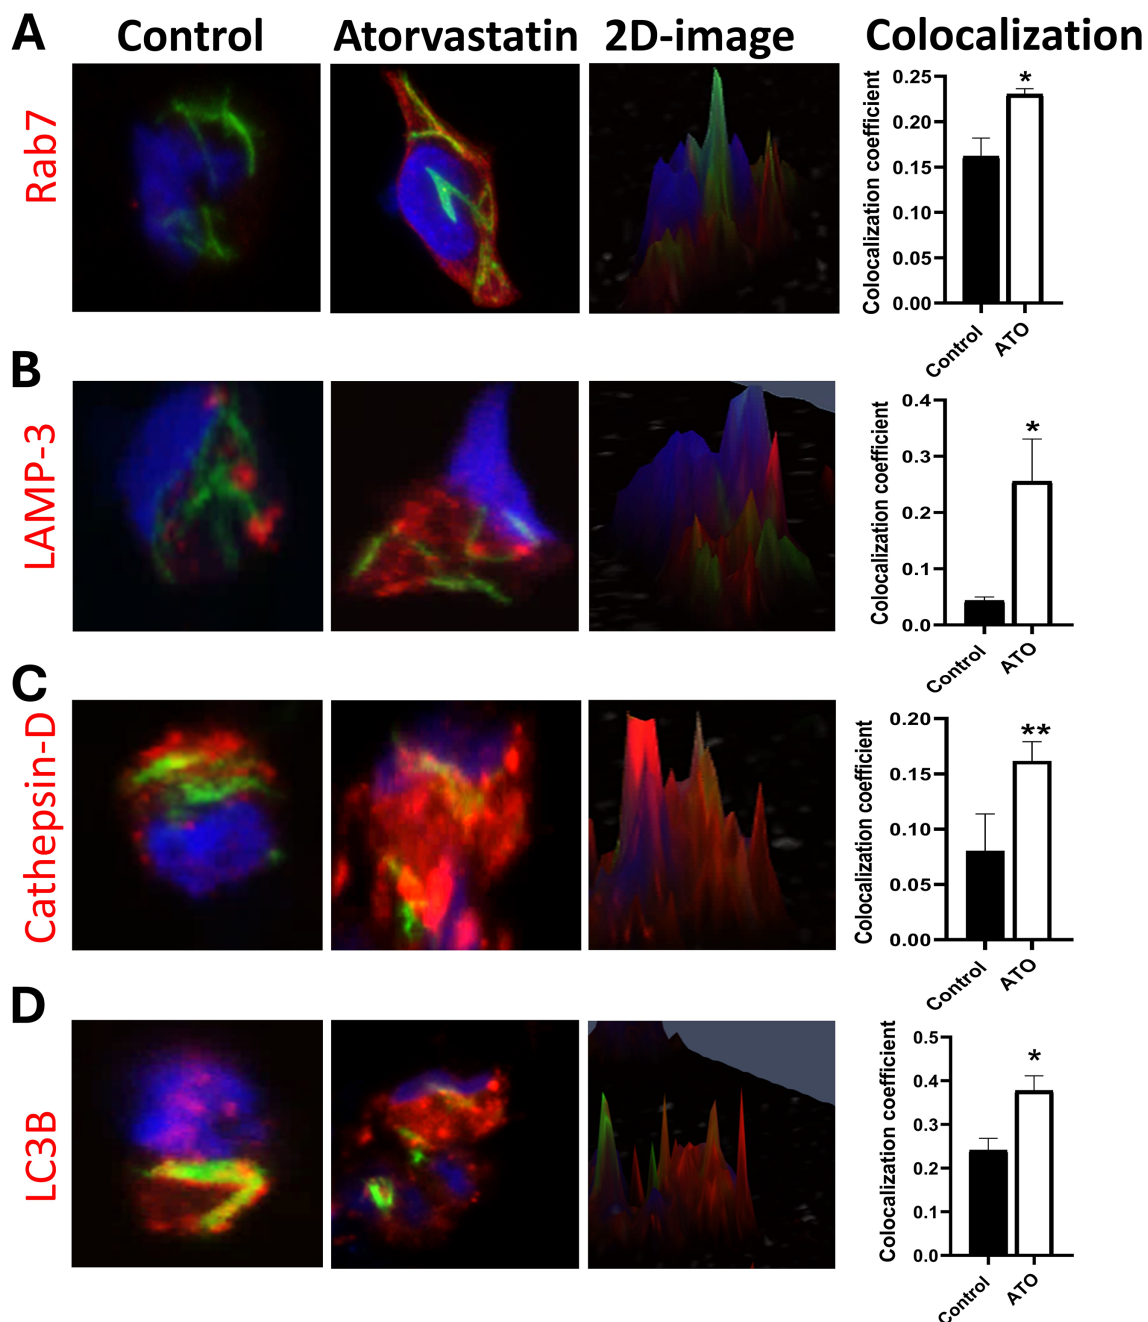 A Control Atorvastatin 2D-image Colocalization
Rab7
Colocalization coefficient
0.25
0.20
0.15
0.10
0.05
0.00
*
Control ATO
B
LAMP-3
Colocalization coefficient
0.4
0.3
0.2
0.1
0.0
*
Control ATO
C
Cathepsin-D
Colocalization coefficient
0.20
0.15
0.10
0.05
0.00
**
Control ATO
D
LC3B
Colocalization coefficient
0.5
0.4
0.3
0.2
0.1
0.0
*
Control ATO